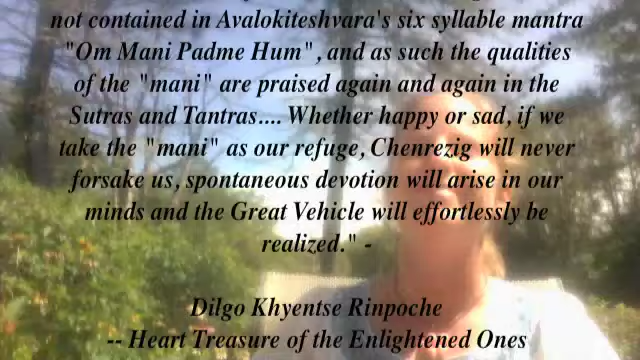 not contained in Avalokiteshvara's six syllable mantra
"Om Mani Padme Hum", and as such the qualities
of the "mani" are praised again and again in the
Sutras and Tantras.... Whether happy or sad, if we
take the "mani" as our refuge, Chenrezig will never
forsake us, spontaneous devotion will arise in our
minds and the Great Vehicle will effortlessly be
realized." -
Dilgo Khyentse Rinpoche
-- Heart Treasure of the Enlightened Ones